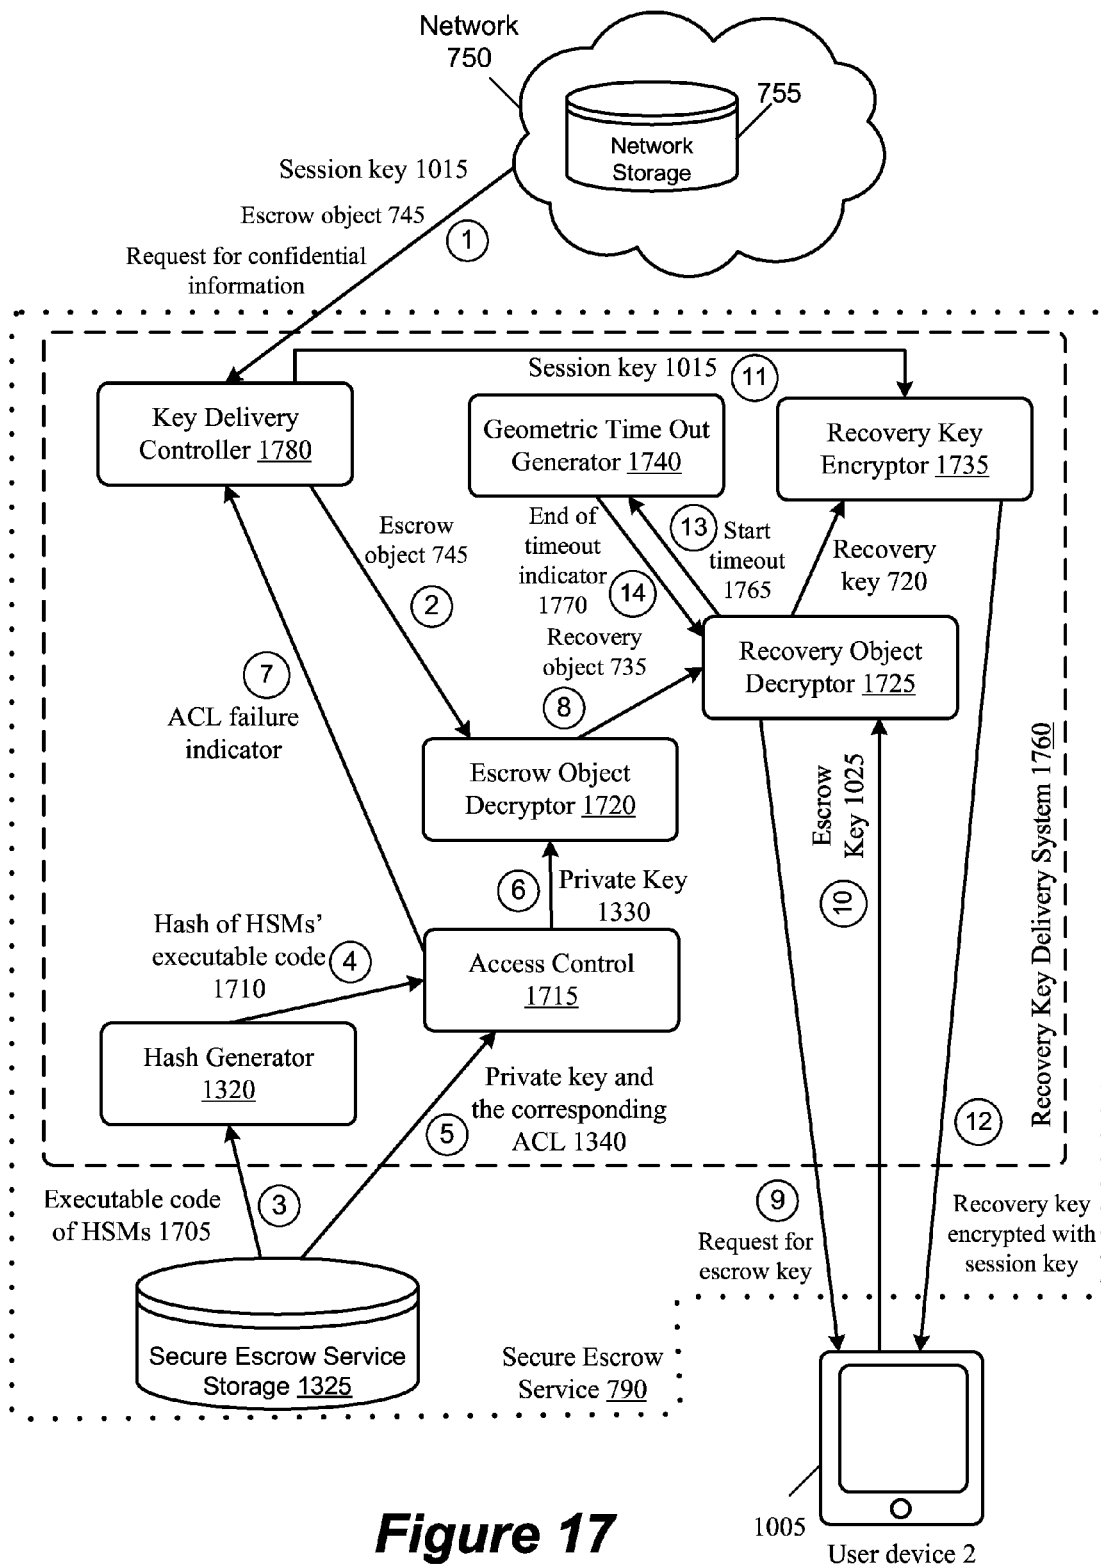 Network
750
755
Network
Storage
Session key 1015
Escrow object 745
1
Request for confidential
information
Session key 1015
11
Key Delivery
Controller 1780
Geometric Time Out
Generator 1740
Recovery Key
Encryptor 1735
Escrow
object 745
2
End of
timeout
indicator
1770
14
13
Start
timeout
1765
Recovery
key 720
Recovery
object 735
8
Recovery Object
Decryptor 1725
7
ACL failure
indicator
Escrow Object
Decryptor 1720
Escrow
Key 1025
10
Recovery Key Delivery System 1760
6
Private Key
1330
Hash of HSMs'
executable code
1710
4
Access Control
1715
Hash Generator
1320
Private key and
the corresponding
ACL 1340
5
12
Executable code
of HSMs 1705
3
9
Request for
escrow key
Recovery key
encrypted with
session key
Secure Escrow Service
Storage 1325
Secure Escrow
Service 790
1005
User device 2
Figure 17